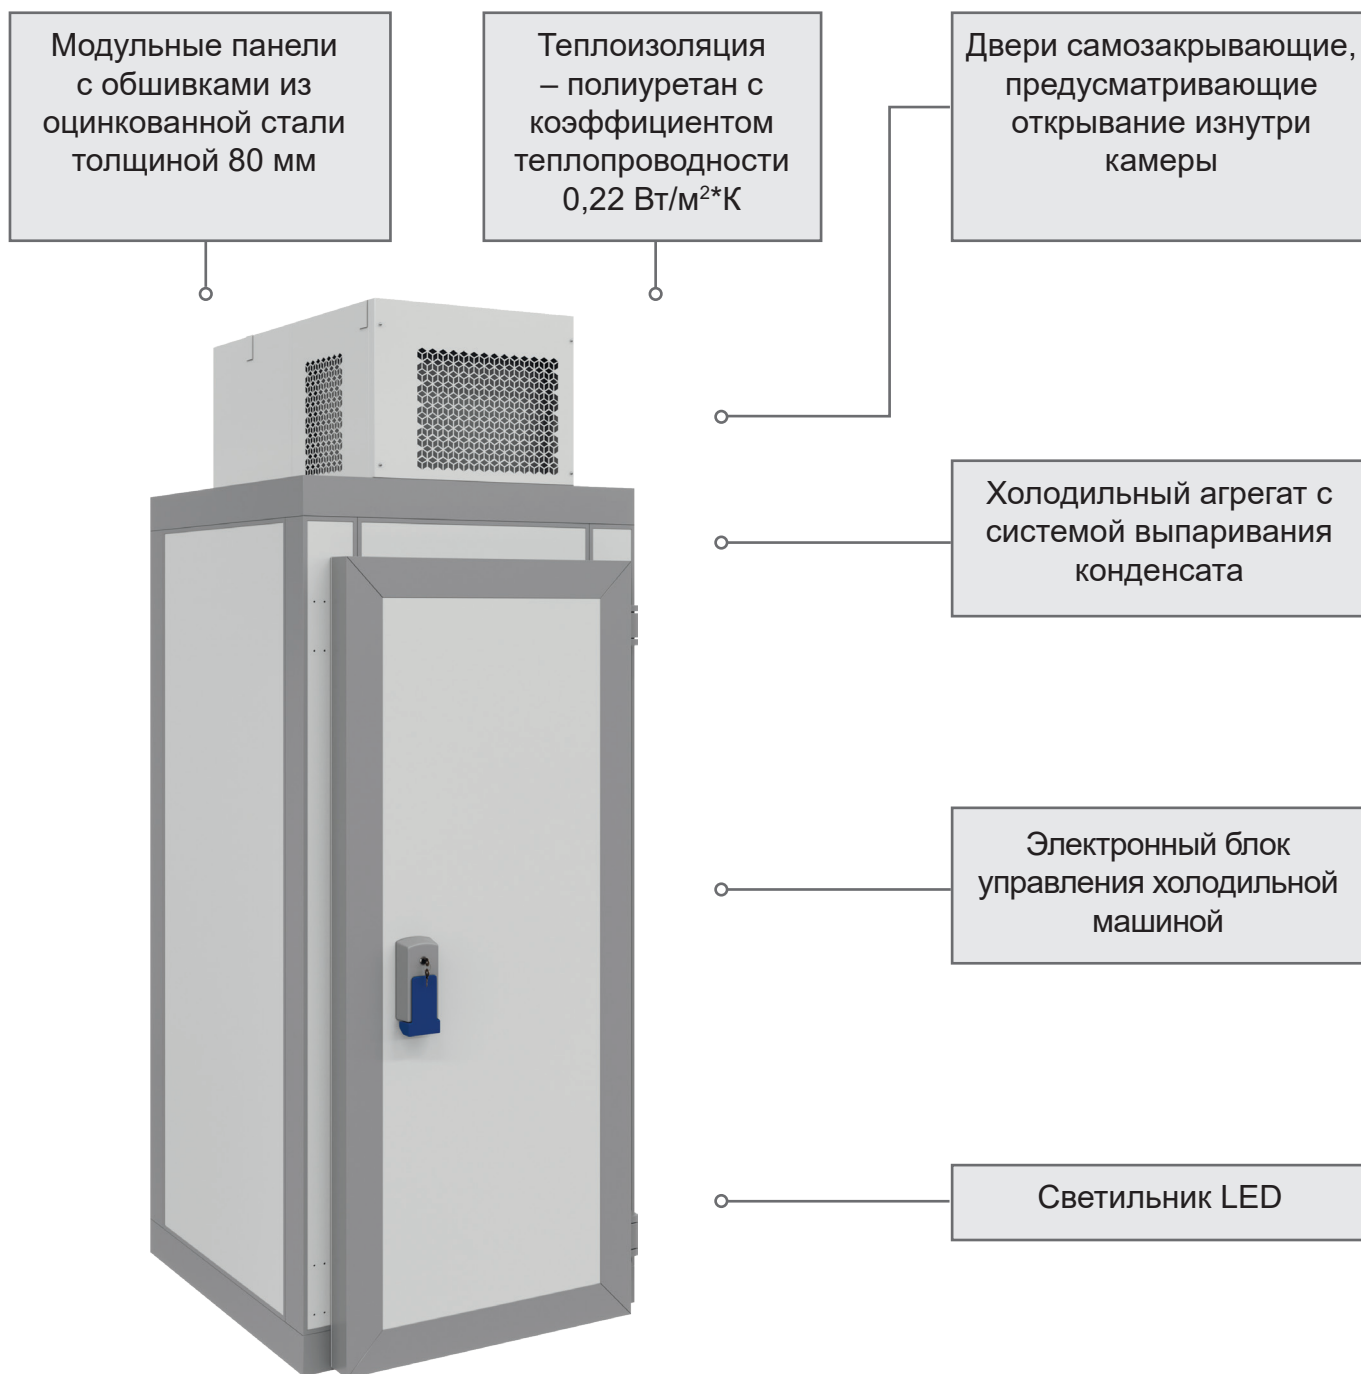 Модульные панели
с обшивками из
оцинкованной стали
толщиной 80 мм
Теплоизоляция
– полиуретан с
коэффициентом
теплопроводности
0,22 Вт/м²*К
Двери самозакрывающие,
предусматривающие
открывание изнутри
камеры
Холодильный агрегат с
системой выпаривания
конденсата
Электронный блок
управления холодильной
машиной
Светильник LED